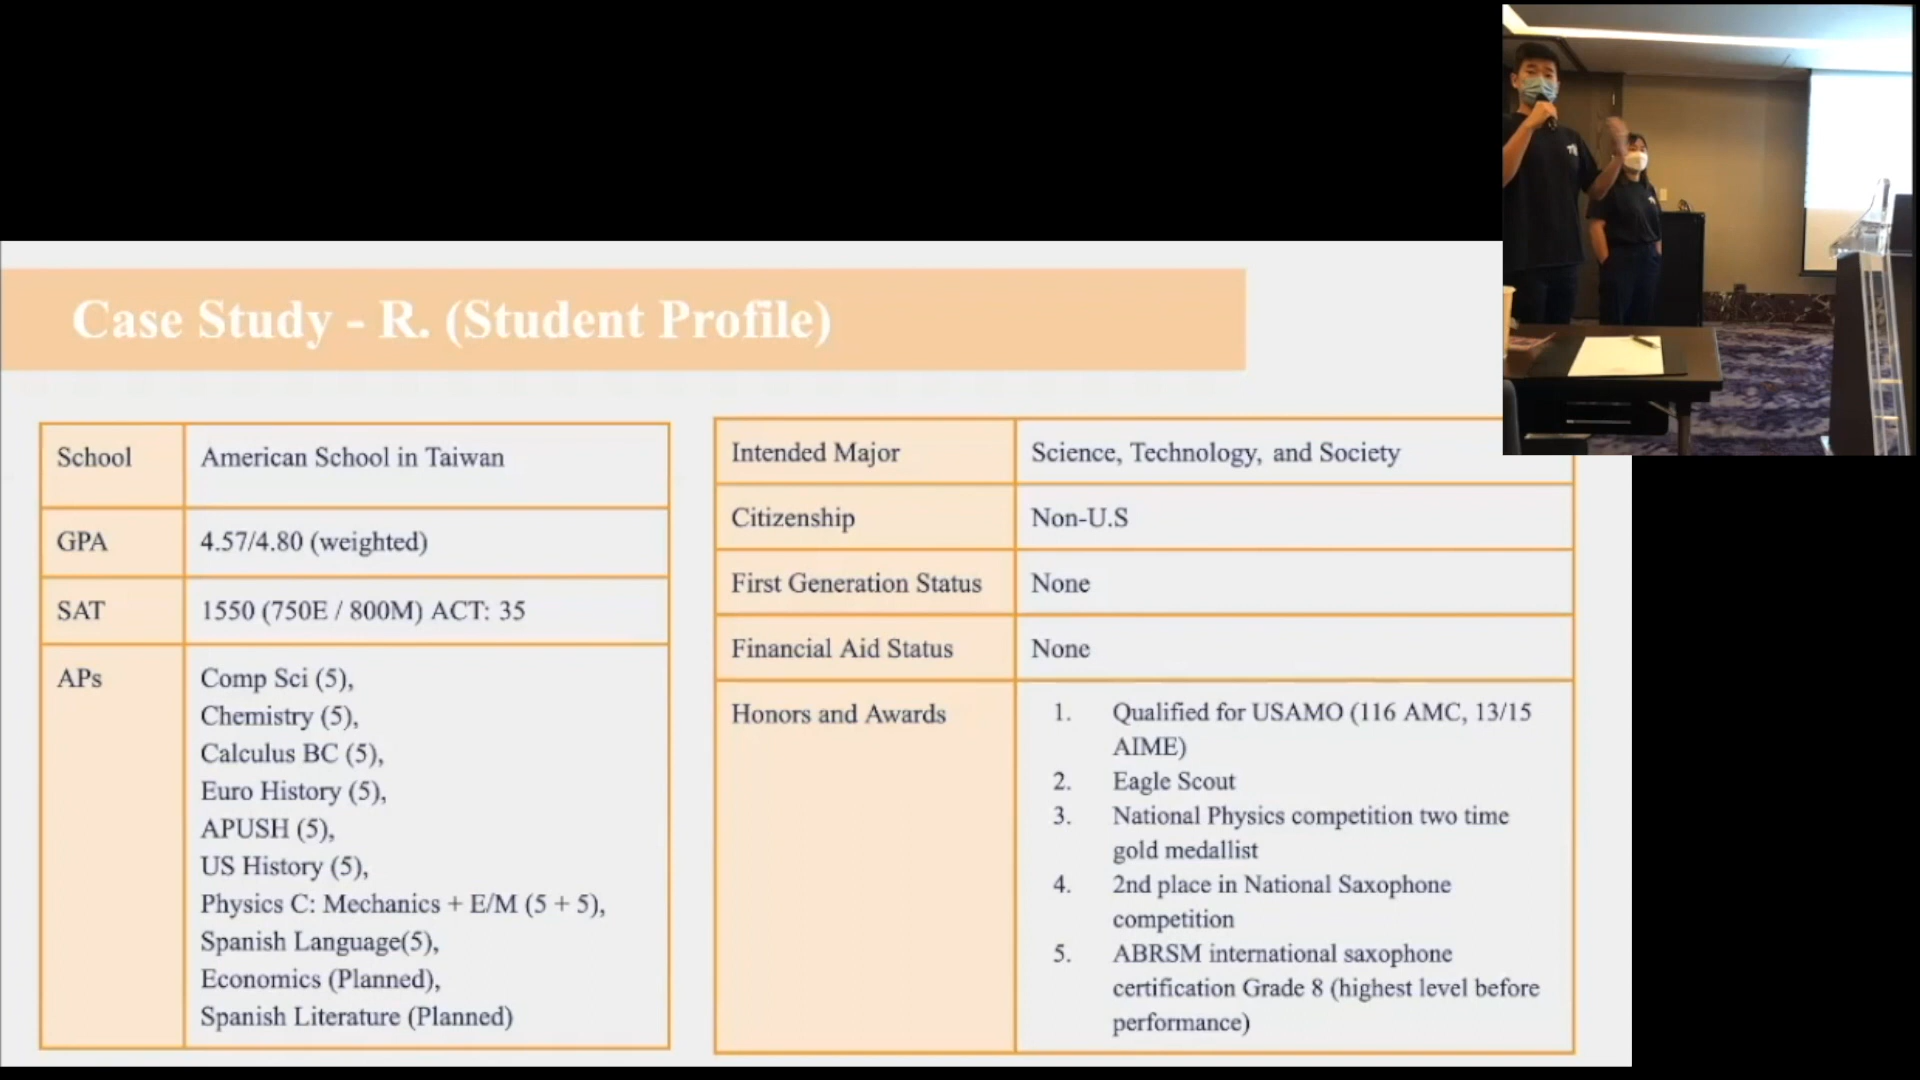 Case Study - R. (Student Profile)
School
American School in Taiwan
GPA
4.57/4.80 (weighted)
SAT
1550 (750E / 800M) ACT: 35
APs
Comp Sci (5),
Chemistry (5),
Calculus BC (5),
Euro History (5),
APUSH (5),
US History (5),
Physics C: Mechanics + E/M (5 + 5),
Spanish Language(5),
Economics (Planned),
Spanish Literature (Planned)
Intended Major
Science, Technology, and Society
Citizenship
Non-U.S
First Generation Status
None
Financial Aid Status
None
Honors and Awards
1. Qualified for USAMO (116 AMC, 13/15
AIME)
2. Eagle Scout
3. National Physics competition two time
gold medallist
4. 2nd place in National Saxophone
competition
5. ABRSM international saxophone
certification Grade 8 (highest level before
performance)